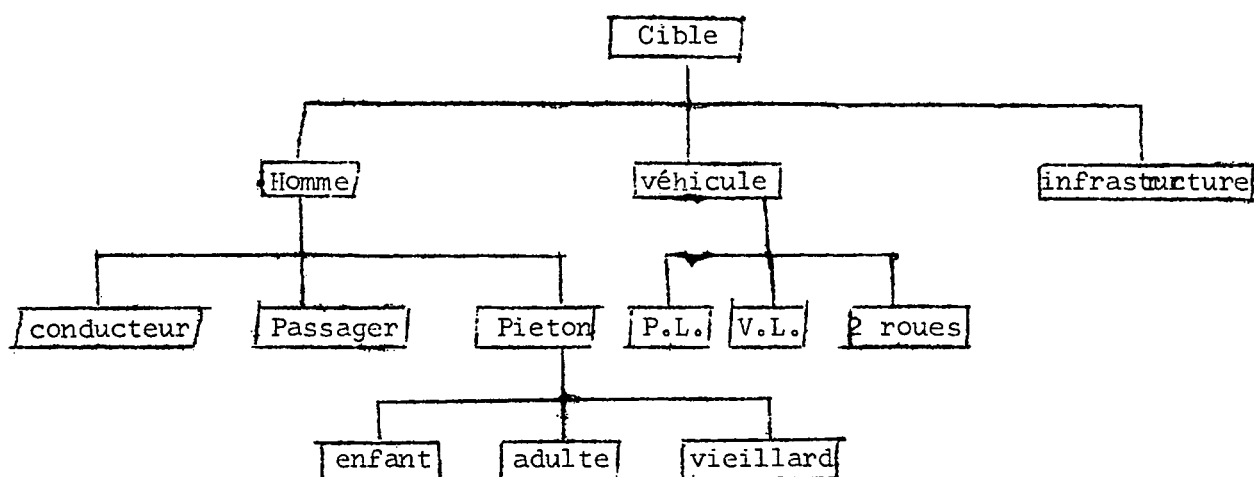 Cible
Homme véhicule infrastructure
conducteur Passager Pieton P.L. V.L. 2 roues
enfant adulte vieillard